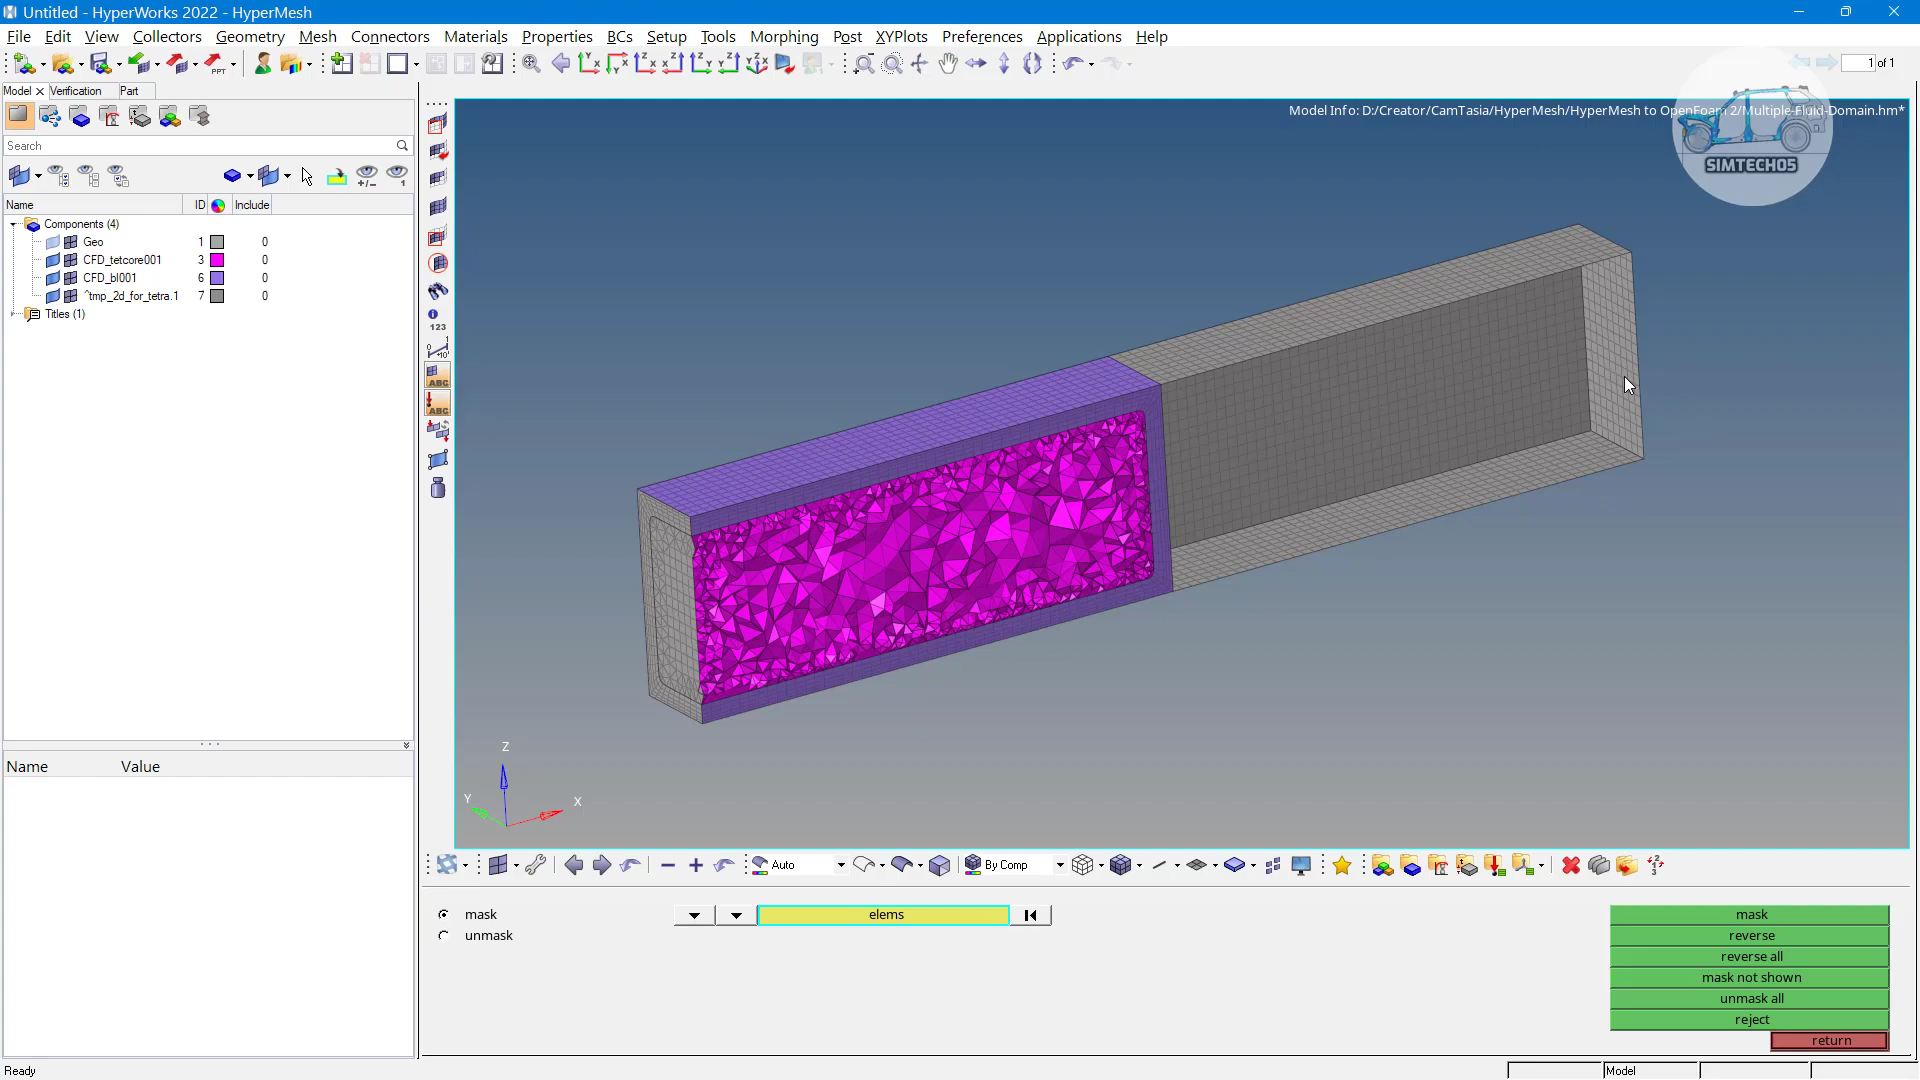 Untitled - HyperWorks 2022 - HyperMesh
File Edit View Collectors Geometry Mesh Connectors Materials Properties BCs Setup Tools Morphing Post XYPlots Preferences Applications Help
1 of 1
Model Verification Part
Model Info: D:/Creator/CamTasia/HyperMesh/HyperMesh to OpenFoam 2/Multiple-Fluid-Domain.hm*
SIMTECH05
Search
Name ID Include
Components (4)
Geo 1 0
CFD_tetcore001 3 0
CFD_bl001 6 0
^tmp_2d_for_tetra.1 7 0
Titles (1)
123
ABC
ABC
Name Value
Z
Y
X
Auto
By Comp
mask
unmask
elems
mask
reverse
reverse all
mask not shown
unmask all
reject
return
Ready
Model